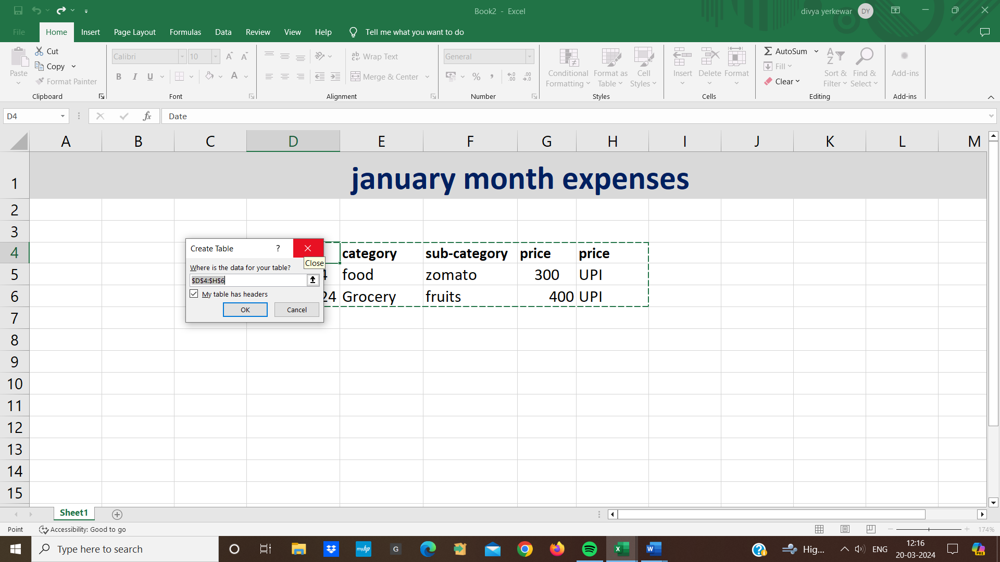 Book2 - Excel
divya yerkewar DY
File Home Insert Page Layout Formulas Data Review View Help Tell me what you want to do
Paste
Cut
Copy
Format Painter
Clipboard
Calibri 10
B I U A
Font
Wrap Text
Merge & Center
Alignment
General
Number
Conditional Formatting
Format as Table
Cell Styles
Styles
Insert Delete Format
Cells
AutoSum
Fill
Clear
Sort & Filter
Find & Select
Editing
Add-ins
Add-ins
D4 fx Date
A B C D E F G H I J K L M
1 january month expenses
2
3
4 category sub-category price price
5 4 food zomato 300 UPI
6 24 Grocery fruits 400 UPI
7
8
9
10
11
12
13
14
15
Create Table ?
Close
Where is the data for your table?
$D$4:$H$6
My table has headers
OK Cancel
Sheet1
Point Accessibility: Good to go 174%
Type here to search
myhp
G
Hig... ENG
12:16
20-03-2024
PRE